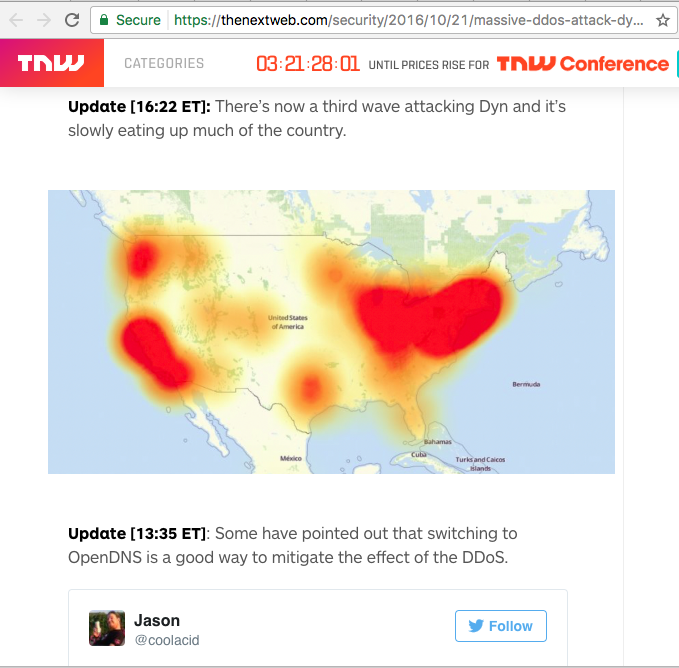 Secure https://thenextweb.com/security/2016/10/21/massive-ddos-attack-dy...
TNW CATEGORIES 03:21:28:01 UNTIL PRICES RISE FOR TNW Conference
Update [16:22 ET]: There's now a third wave attacking Dyn and it's
slowly eating up much of the country.
United States
of America
Bermuda
Bahamas
México
Cuba
Turks and Caicos
Islands
Update [13:35 ET]: Some have pointed out that switching to
OpenDNS is a good way to mitigate the effect of the DDoS.
Jason
@coolacid
Follow